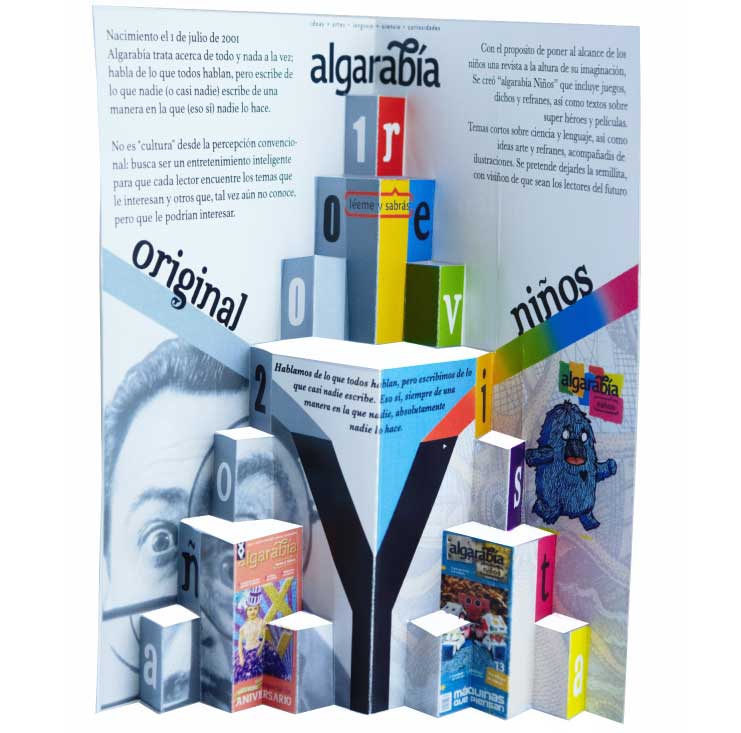 ideas • artes • lenguaje • ciencia • curiosidades
algarabía
Nacimiento el 1 de julio de 2001
Algarabía trata acerca de todo y nada a la vez;
habla de lo que todos hablan, pero escribe de
lo que nadie (o casi nadie) escribe de una
manera en la que (eso sí) nadie lo hace.
No es "cultura" desde la percepción convencio-
nal: busca ser un entretenimiento inteligente
para que cada lector encuentre los temas que
le interesan y otros que, tal vez aún no conoce,
pero que le podrían interesar.
Con el proposito de poner al alcance de los
niños una revista a la altura de su imaginación,
Se creó "algarabía Niños" que incluye juegos,
dichos y refranes, así como textos sobre
super héroes y películas.
Temas cortos sobre ciencia y lenguaje, así como
ideas arte y refranes, acompañadis de
ilustraciones. Se pretende dejarles la semillita,
con visiñon de que sean los lectores del futuro
1 r
léeme y sabrás
0 e
0 v
original
niños
Hablamos de lo que todos hablan, pero escribimos de lo
que casi nadie escribe. Eso sí, siempre de una
manera en la que nadie, absolutamente
nadie lo hace.
2 i
Y
algarabía
niños
o s
ñ t
algarabía
XV
ANIVERSARIO
algarabía
niños
13
MÁQUINAS
QUE PIENSAN
a a